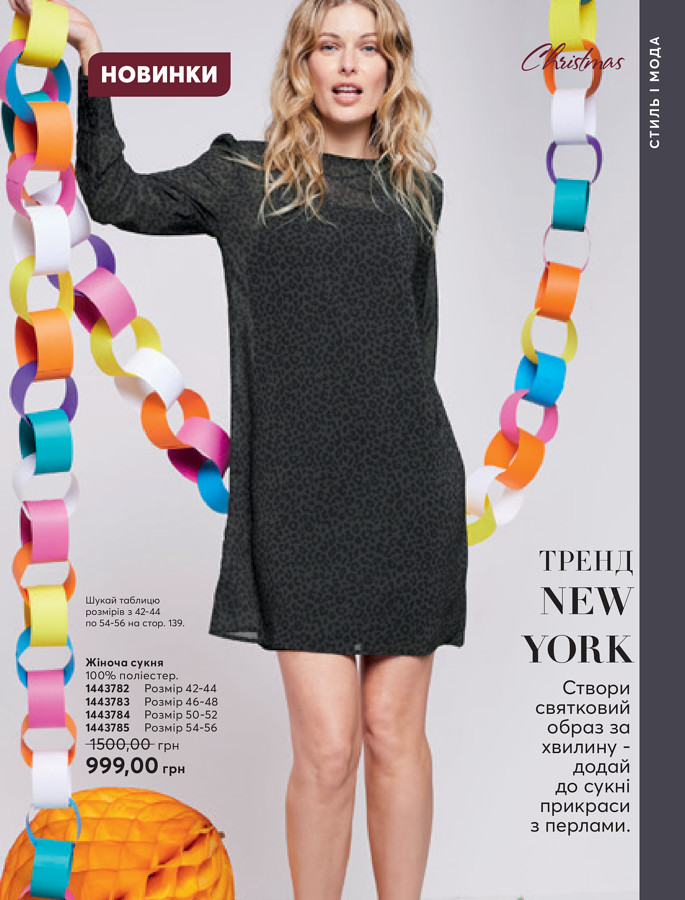 НОВИНКИ
Christmas
СТИЛЬ І МОДА
ТРЕНД
NEW
YORK
Створи
святковий
образ за
хвилину -
додай
до сукні
прикраси
з перлами.
Шукай таблицю
розмірів з 42-44
по 54-56 на стор. 139.
Жіноча сукня
100% поліестер.
1443782 Розмір 42-44
1443783 Розмір 46-48
1443784 Розмір 50-52
1443785 Розмір 54-56
1500,00 грн
999,00 грн